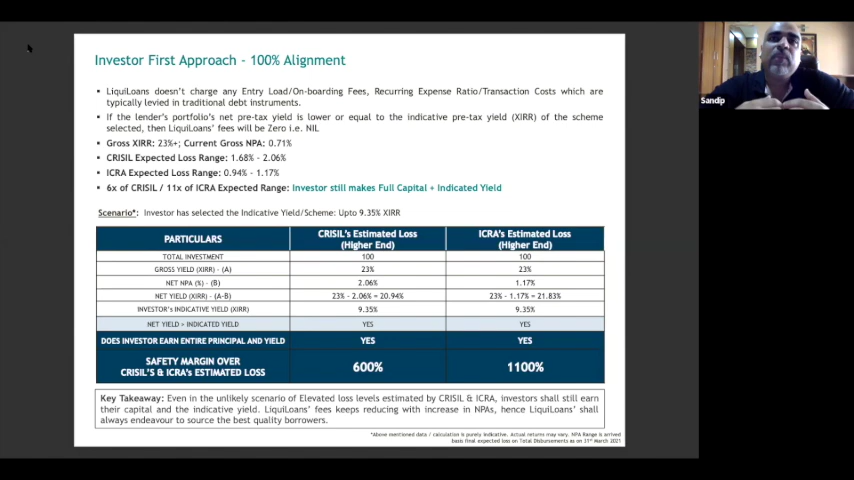 Investor First Approach - 100% Alignment
▪ LiquiLoans doesn't charge any Entry Load/On-boarding Fees, Recurring Expense Ratio/Transaction Costs which are
typically levied in traditional debt instruments.
▪ If the lender's portfolio's net pre-tax yield is lower or equal to the indicative pre-tax yield (XIRR) of the scheme
selected, then LiquiLoans' fees will be Zero i.e. NIL
▪ Gross XIRR: 23%+; Current Gross NPA: 0.71%
▪ CRISIL Expected Loss Range: 1.68% - 2.06%
▪ ICRA Expected Loss Range: 0.94% - 1.17%
▪ 6x of CRISIL / 11x of ICRA Expected Range: Investor still makes Full Capital + Indicated Yield
Scenario*: Investor has selected the Indicative Yield/Scheme: Upto 9.35% XIRR
PARTICULARS CRISIL's Estimated Loss (Higher End) ICRA's Estimated Loss (Higher End)
TOTAL INVESTMENT 100 100
GROSS YIELD (XIRR) - (A) 23% 23%
NET NPA (%) - (B) 2.06% 1.17%
NET YIELD (XIRR) - (A-B) 23% - 2.06% = 20.94% 23% - 1.17% = 21.83%
INVESTOR'S INDICATIVE YIELD (XIRR) 9.35% 9.35%
NET YIELD > INDICATED YIELD YES YES
DOES INVESTOR EARN ENTIRE PRINCIPAL AND YIELD YES YES
SAFETY MARGIN OVER
CRISIL'S & ICRA's ESTIMATED LOSS 600% 1100%
Key Takeaway: Even in the unlikely scenario of Elevated loss levels estimated by CRISIL & ICRA, investors shall still earn
their capital and the indicative yield. LiquiLoans' fees keeps reducing with increase in NPAs, hence LiquiLoans' shall
always endeavour to source the best quality borrowers.
*Above mentioned data / calculation is purely indicative. Actual returns may vary. NPA Range is arrived
basis final expected loss on Total Disbursements as on 31st March 2021
Sandip